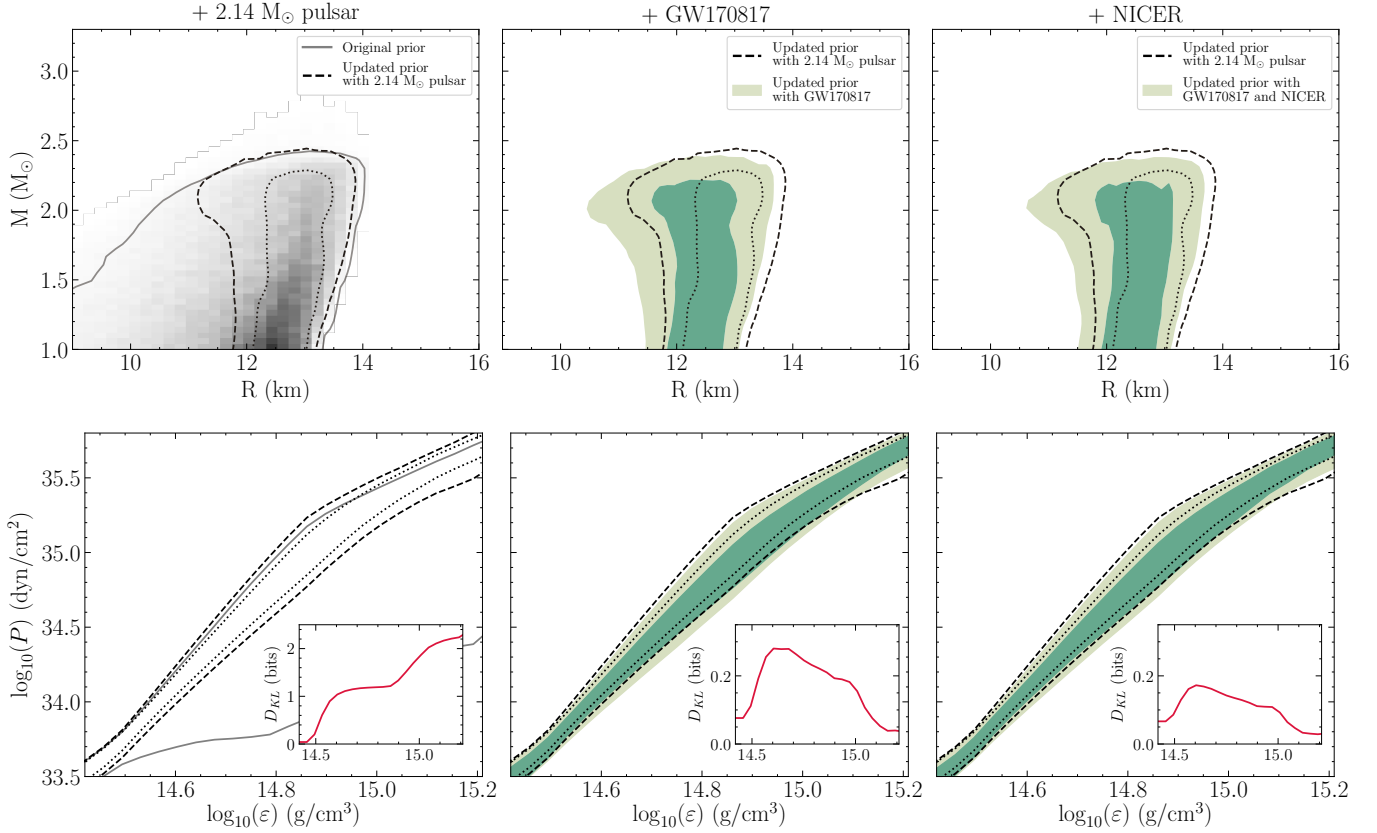 + 2.14 M⊙ pulsar
+ GW170817
+ NICER
Original prior
Updated prior
with 2.14 M⊙ pulsar
Updated prior
with 2.14 M⊙ pulsar
Updated prior
with GW170817
Updated prior
with 2.14 M⊙ pulsar
Updated prior with
GW170817 and NICER
M (M⊙)
3.0
2.5
2.0
1.5
1.0
10 12 14 16
R (km)
10 12 14 16
R (km)
10 12 14 16
R (km)
log₁₀(P) (dyn/cm²)
35.5
35.0
34.5
34.0
33.5
D_KL (bits)
2
1
0
14.5 15.0
D_KL (bits)
0.2
0.0
14.5 15.0
D_KL (bits)
0.2
0.0
14.5 15.0
14.6 14.8 15.0 15.2
log₁₀(ε) (g/cm³)
14.6 14.8 15.0 15.2
log₁₀(ε) (g/cm³)
14.6 14.8 15.0 15.2
log₁₀(ε) (g/cm³)